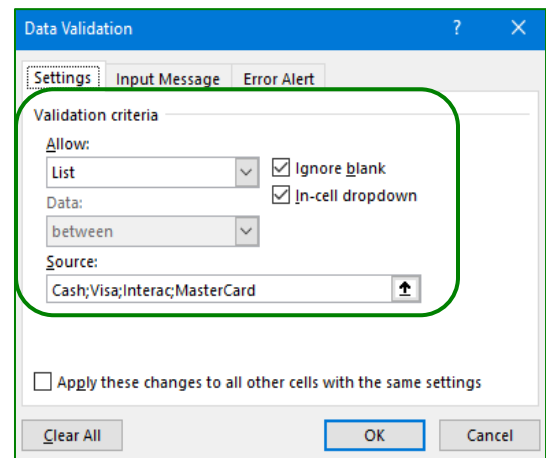 Data Validation ? ×
Settings Input Message Error Alert
Validation criteria
Allow:
List
Ignore blank
In-cell dropdown
Data:
between
Source:
Cash;Visa;Interac;MasterCard
Apply these changes to all other cells with the same settings
Clear All OK Cancel